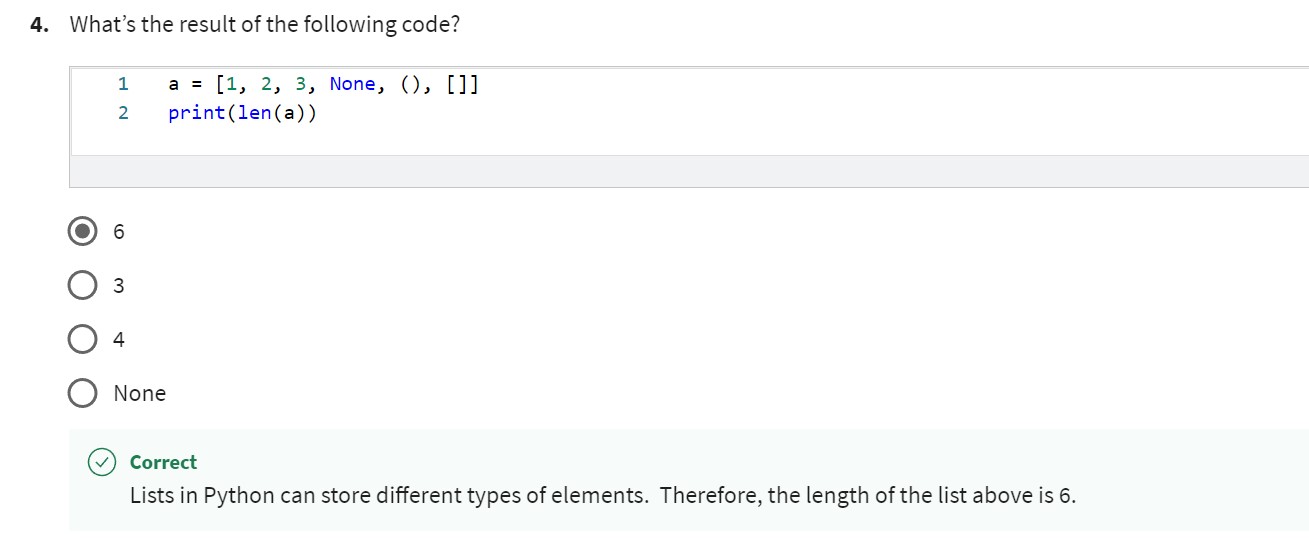 4. What’s the result of the following code?
1 a = [1, 2, 3, None, (), []]
2 print(len(a))
6
3
4
None
Correct
Lists in Python can store different types of elements.  Therefore, the length of the list above is 6.